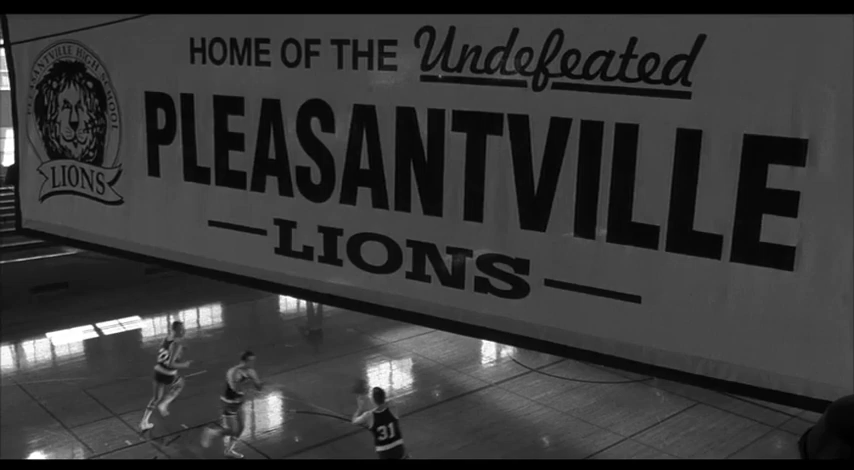 PLEASANTVILLE HIGH SCHOOL
LIONS
HOME OF THE Undefeated
PLEASANTVILLE
LIONS
31